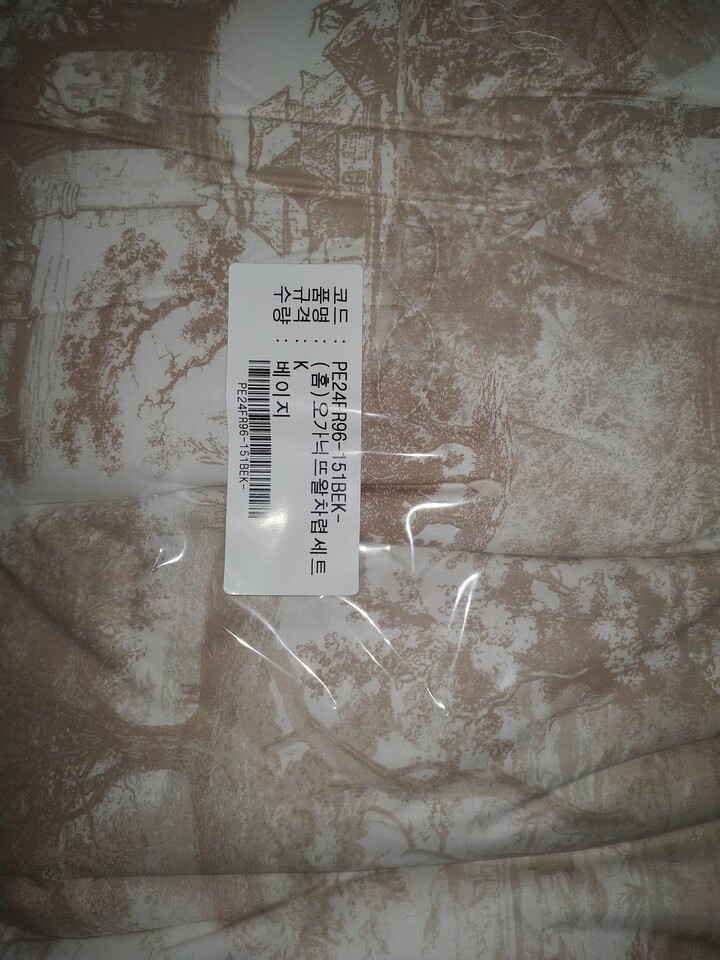 코드 : PE24FR96-151BEK-
품명 : (홈)오가닉뜨왈차렵세트
규격 : K
수량 : 베이지
PE24FR96-151BEK-